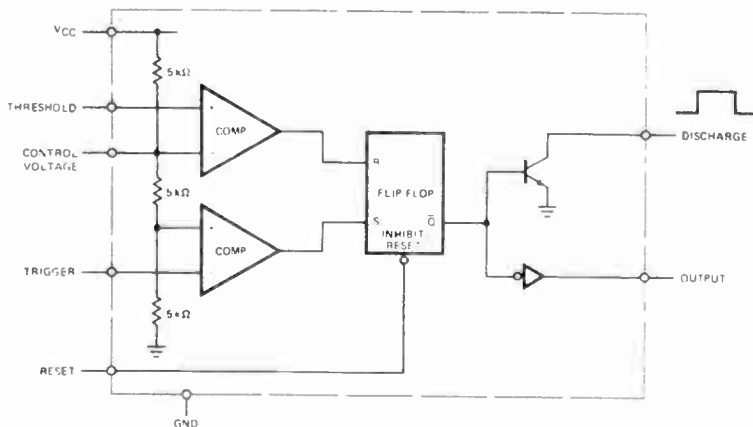 VCC
5 kΩ
THRESHOLD
COMP
DISCHARGE
CONTROL
VOLTAGE
R
FLIP FLOP
5 kΩ
S
Q̅
INHIBIT
RESET
COMP
TRIGGER
OUTPUT
5 kΩ
RESET
GND